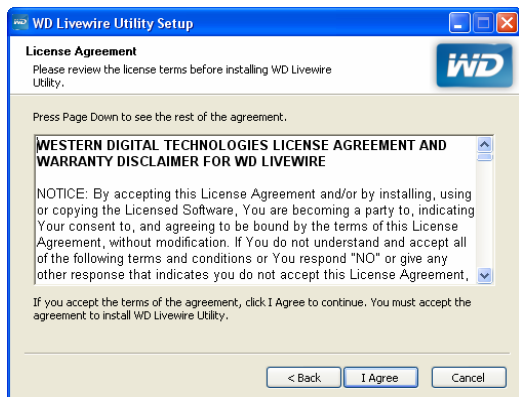 WD Livewire Utility Setup
License Agreement
Please review the license terms before installing WD Livewire
Utility.
WD
Press Page Down to see the rest of the agreement.
WESTERN DIGITAL TECHNOLOGIES LICENSE AGREEMENT AND
WARRANTY DISCLAIMER FOR WD LIVEWIRE
NOTICE: By accepting this License Agreement and/or by installing, using
or copying the Licensed Software, You are becoming a party to, indicating
Your consent to, and agreeing to be bound by the terms of this License
Agreement, without modification. If You do not understand and accept all
of the following terms and conditions or You respond "NO" or give any
other response that indicates you do not accept this License Agreement,
If you accept the terms of the agreement, click I Agree to continue. You must accept the
agreement to install WD Livewire Utility.
< Back I Agree Cancel